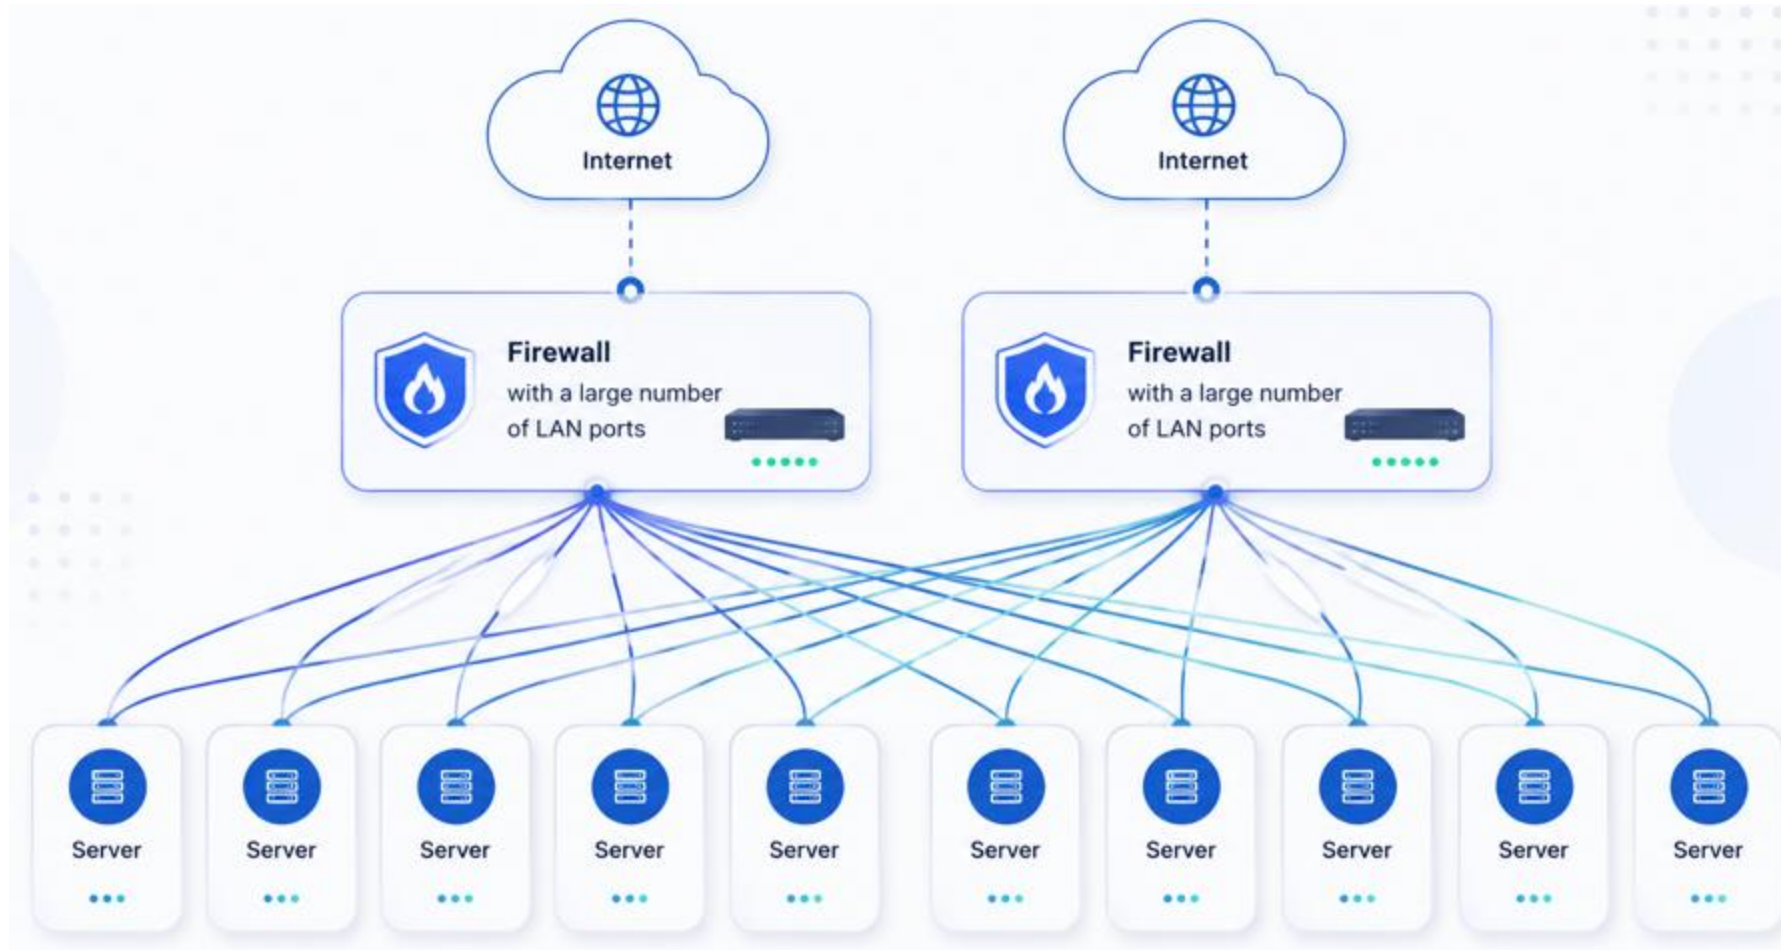 Internet
Internet
Firewall
with a large number
of LAN ports
Firewall
with a large number
of LAN ports
Server
Server
Server
Server
Server
Server
Server
Server
Server
Server